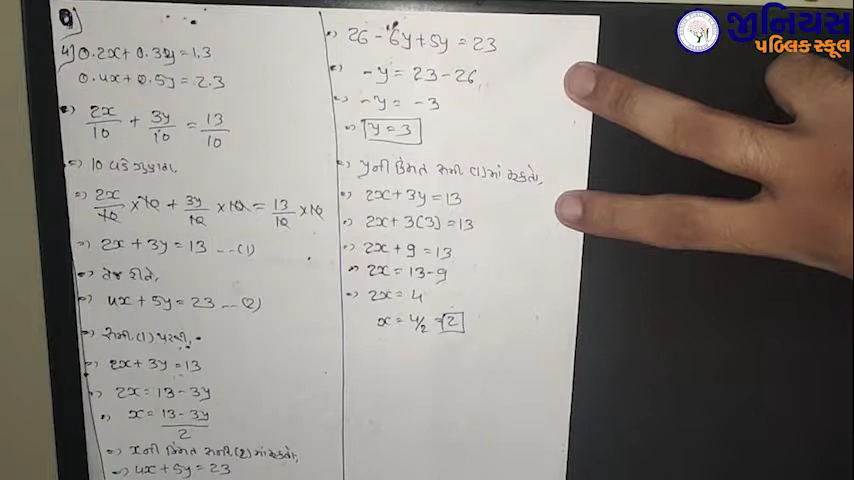 9)
4) 0.2x + 0.3y = 1.3
0.4x + 0.5y = 2.3
=) 2x/10 + 3y/10 = 13/10
=) 10 વડે ગુણતા,
=) 2x/10 × 10 + 3y/10 × 10 = 13/10 × 10
=) 2x + 3y = 13 --(1)
=) તેજ રીતે,
=) 4x + 5y = 23 --(2)
=) સમી.(1) પરથી,
=) 2x + 3y = 13
=) 2x = 13 - 3y
=) x = 13 - 3y / 2
=) xની કિંમત સમી.(2) માં મુકતા,
=) 4x + 5y = 23
=) 26 - 6y + 5y = 23
=) -y = 23 - 26
=) -y = -3
=) y = 3
=) yની કિંમત સમી (1)માં મુકતા,
=) 2x + 3y = 13
=) 2x + 3(3) = 13
=) 2x + 9 = 13
=) 2x = 13 - 9
=) 2x = 4
x = 4/2 = 2
જીનિયસ
પબ્લિક સ્કૂલ